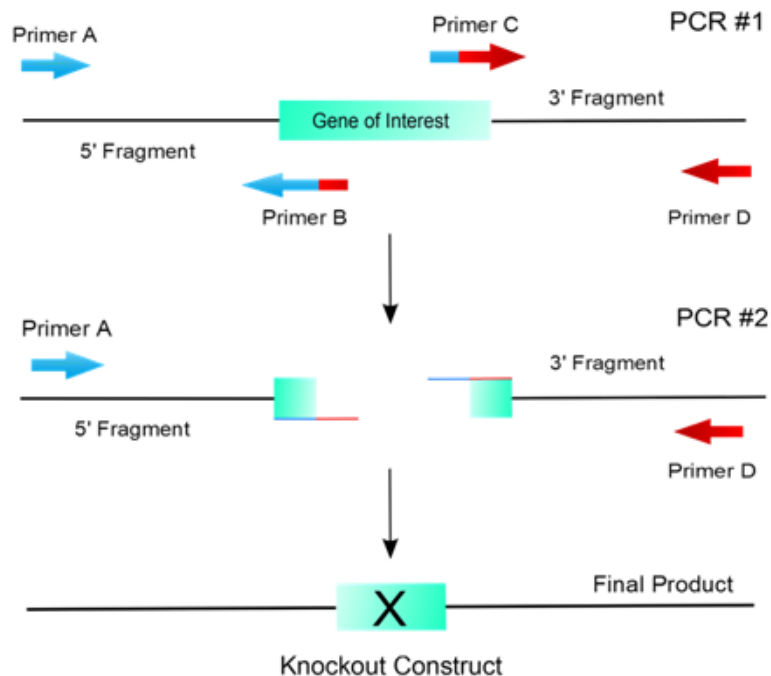 Primer A
Primer C
PCR #1
Gene of Interest
3' Fragment
5' Fragment
Primer B
Primer D
Primer A
PCR #2
3' Fragment
5' Fragment
Primer D
Final Product
X
Knockout Construct